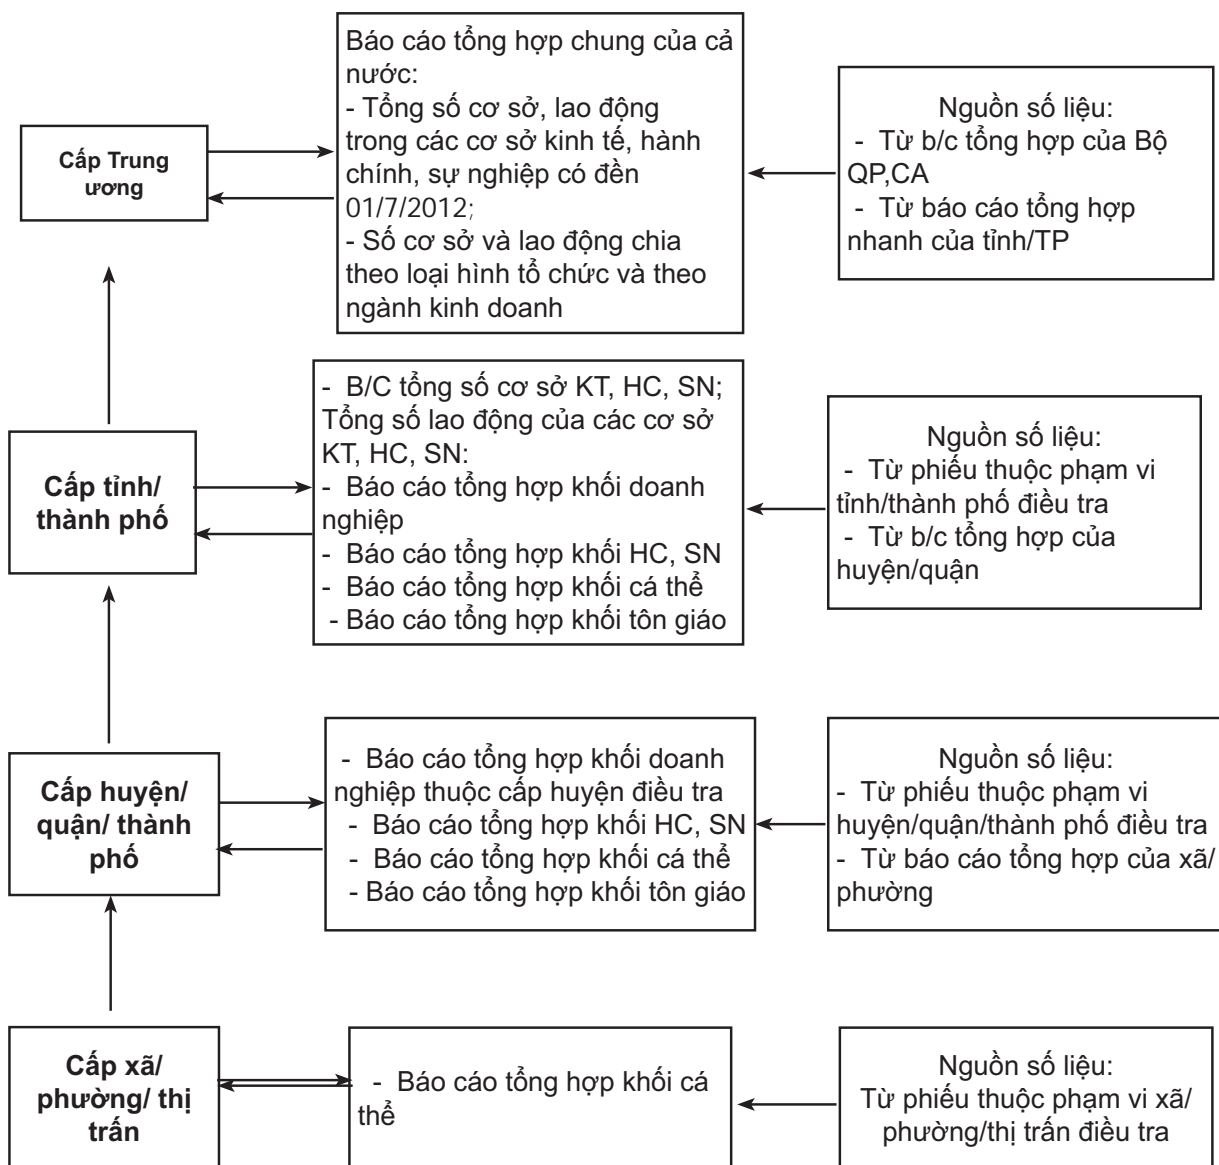 Cấp Trung
ương
Báo cáo tổng hợp chung của cả
nước:
- Tổng số cơ sở, lao động
trong các cơ sở kinh tế, hành
chính, sự nghiệp có đền
01/7/2012;
- Số cơ sở và lao động chia
theo loại hình tổ chức và theo
ngành kinh doanh
Nguồn số liệu:
- Từ b/c tổng hợp của Bộ
QP,CA
- Từ báo cáo tổng hợp
nhanh của tỉnh/TP
Cấp tỉnh/
thành phố
- B/C tổng số cơ sở KT, HC, SN;
Tổng số lao động của các cơ sở
KT, HC, SN:
- Báo cáo tổng hợp khối doanh
nghiệp
- Báo cáo tổng hợp khối HC, SN
- Báo cáo tổng hợp khối cá thể
- Báo cáo tổng hợp khối tôn giáo
Nguồn số liệu:
- Từ phiếu thuộc phạm vi
tỉnh/thành phố điều tra
- Từ b/c tổng hợp của
huyện/quận
Cấp huyện/
quận/ thành
phố
- Báo cáo tổng hợp khối doanh
nghiệp thuộc cấp huyện điều tra
- Báo cáo tổng hợp khối HC, SN
- Báo cáo tổng hợp khối cá thể
- Báo cáo tổng hợp khối tôn giáo
Nguồn số liệu:
- Từ phiếu thuộc phạm vi
huyện/quận/thành phố điều tra
- Từ báo cáo tổng hợp của xã/
phường
Cấp xã/
phường/ thị
trấn
- Báo cáo tổng hợp khối cá
thể
Nguồn số liệu:
Từ phiếu thuộc phạm vi xã/
phường/thị trấn điều tra